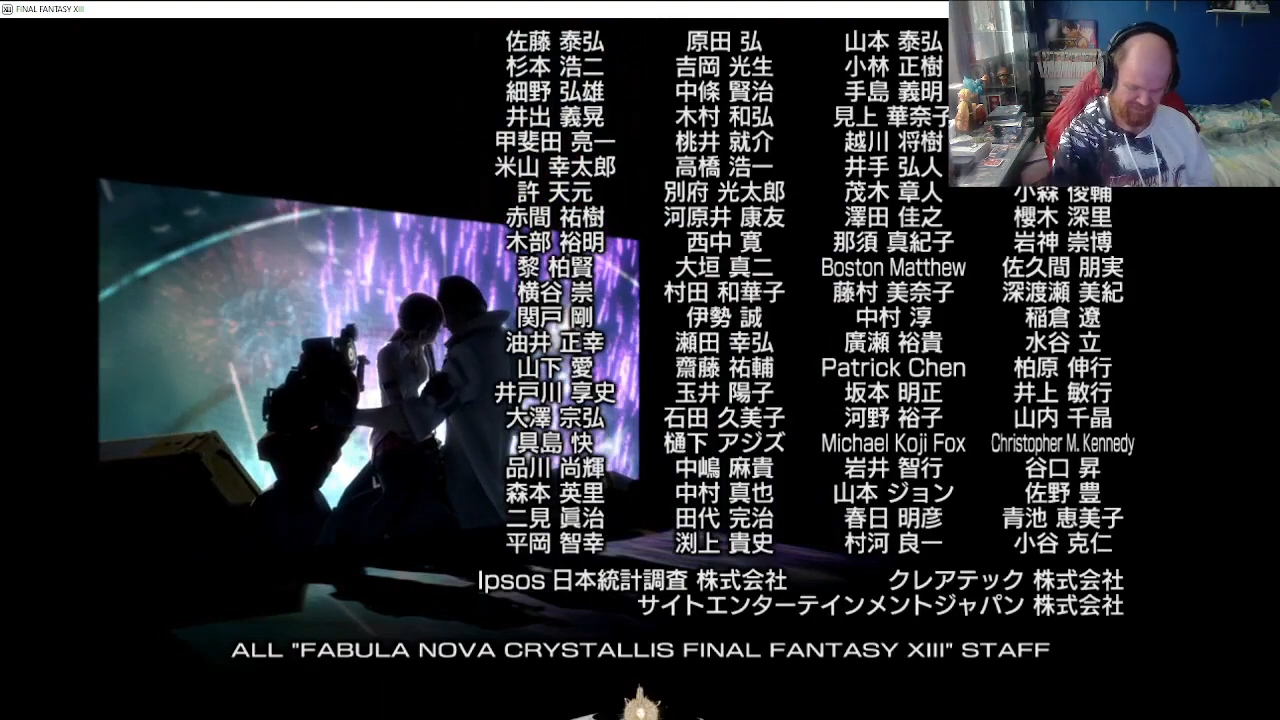 FINAL FANTASY XIII
佐藤 泰弘 原田 弘 山本 泰弘
杉本 浩二 吉岡 光生 小林 正樹
細野 弘雄 中條 賢治 手島 義明
井出 義晃 木村 和弘 見上 華奈子
甲斐田 亮一 桃井 就介 越川 将樹
米山 幸太郎 高橋 浩一 井手 弘人
許 天元 別府 光太郎 茂木 章人 小森 俊輔
赤間 祐樹 河原井 康友 澤田 佳之 櫻木 深里
木部 裕明 西中 寛 那須 真紀子 岩神 崇博
黎 柏賢 大垣 真二 Boston Matthew 佐久間 朋実
横谷 崇 村田 和華子 藤村 美奈子 深渡瀬 美紀
関戸 剛 伊勢 誠 中村 淳 稲倉 遼
油井 正幸 瀬田 幸弘 廣瀬 裕貴 水谷 立
山下 愛 齋藤 祐輔 Patrick Chen 柏原 伸行
井戸川 享史 玉井 陽子 坂本 明正 井上 敏行
大澤 宗弘 石田 久美子 河野 裕子 山内 千晶
具島 快 樋下 アジズ Michael Koji Fox Christopher M. Kennedy
品川 尚輝 中嶋 麻貴 岩井 智行 谷口 昇
森本 英里 中村 真也 山本 ジョン 佐野 豊
二見 眞治 田代 完治 春日 明彦 青池 恵美子
平岡 智幸 渕上 貴史 村河 良一 小谷 克仁
Ipsos 日本統計調査 株式会社 クレアテック 株式会社
サイトエンターテインメントジャパン 株式会社
ALL "FABULA NOVA CRYSTALLIS FINAL FANTASY XIII" STAFF